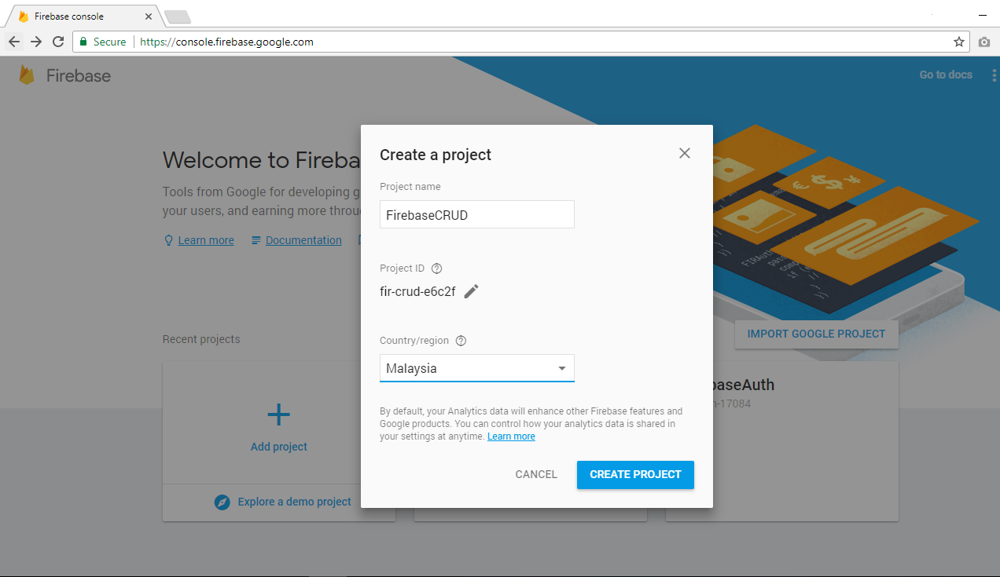 Firebase console
Secure
https://console.firebase.google.com
Firebase
Go to docs
Welcome to Fireba
Tools from Google for developing g
your users, and earning more throu
Learn more
Documentation
Recent projects
IMPORT GOOGLE PROJECT
Add project
Explore a demo project
baseAuth
-17084
Create a project
Project name
FirebaseCRUD
Project ID
fir-crud-e6c2f
Country/region
Malaysia
By default, your Analytics data will enhance other Firebase features and
Google products. You can control how your analytics data is shared in
your settings at anytime. Learn more
CANCEL
CREATE PROJECT